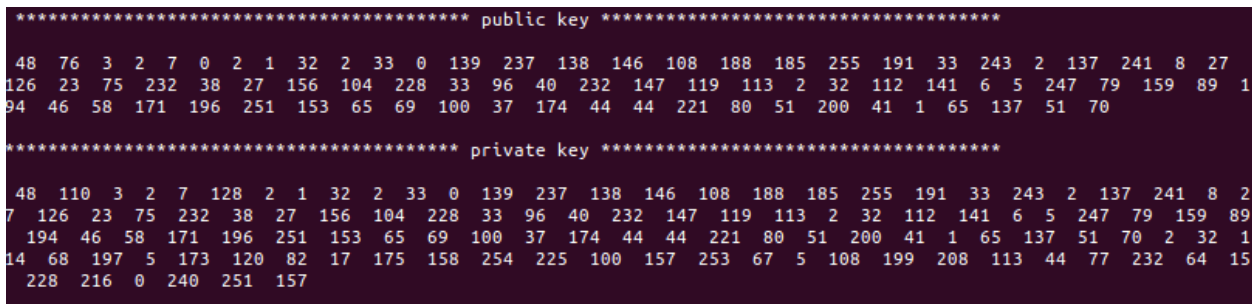 ****************************************** public key *************************************
 48  76  3  2  7  0  2  1  32  2  33  0  139  237  138  146  108  188  185  255  191  33  243  2  137  241  8  27
126  23  75  232  38  27  156  104  228  33  96  40  232  147  119  113  2  32  112  141  6  5  247  79  159  89  1
94  46  58  171  196  251  153  65  69  100  37  174  44  44  221  80  51  200  41  1  65  137  51  70
****************************************** private key *************************************
 48  110  3  2  7  128  2  1  32  2  33  0  139  237  138  146  108  188  185  255  191  33  243  2  137  241  8  2
7  126  23  75  232  38  27  156  104  228  33  96  40  232  147  119  113  2  32  112  141  6  5  247  79  159  89
  194  46  58  171  196  251  153  65  69  100  37  174  44  44  221  80  51  200  41  1  65  137  51  70  2  32  1
14  68  197  5  173  120  82  17  175  158  254  225  100  157  253  67  5  108  199  208  113  44  77  232  64  15
  228  216  0  240  251  157